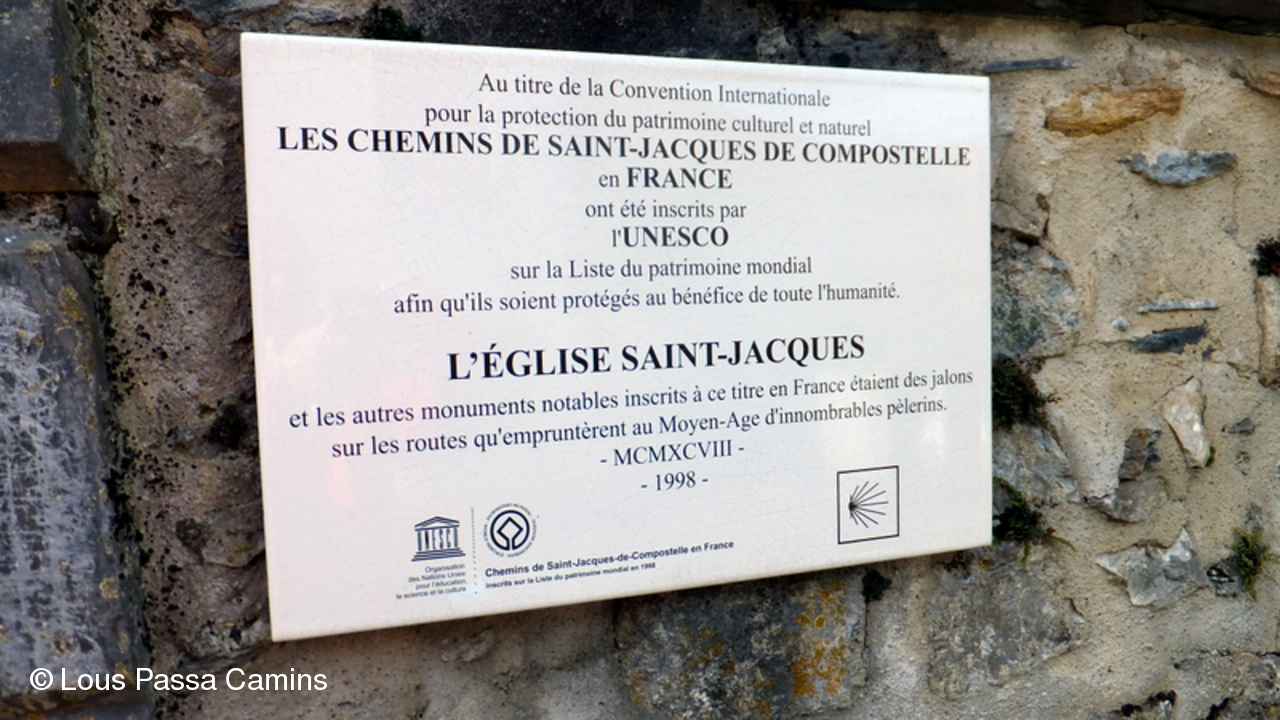 Au titre de la Convention Internationale
pour la protection du patrimoine culturel et naturel
LES CHEMINS DE SAINT-JACQUES DE COMPOSTELLE
en FRANCE
ont été inscrits par
l'UNESCO
sur la Liste du patrimoine mondial
afin qu'ils soient protégés au bénéfice de toute l'humanité.
L’ÉGLISE SAINT-JACQUES
et les autres monuments notables inscrits à ce titre en France étaient des jalons
sur les routes qu'empruntèrent au Moyen-Age d'innombrables pèlerins.
- MCMXCVIII -
- 1998 -
UNESCO
Organisation
des Nations Unies
pour l'éducation,
la science et la culture
Chemins de Saint-Jacques-de-Compostelle en France
inscrits sur la Liste du patrimoine mondial en 1998
© Lous Passa Camins